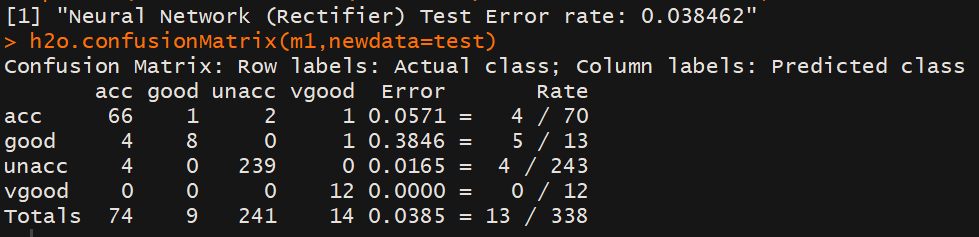 [1] "Neural Network (Rectifier) Test Error rate: 0.038462"
> h2o.confusionMatrix(m1,newdata=test)
Confusion Matrix: Row labels: Actual class; Column labels: Predicted class
       acc good unacc vgood  Error       Rate
acc     66    1     2     1 0.0571 =   4 / 70
good     4    8     0     1 0.3846 =   5 / 13
unacc    4    0   239     0 0.0165 =  4 / 243
vgood    0    0     0    12 0.0000 =   0 / 12
Totals  74    9   241    14 0.0385 = 13 / 338